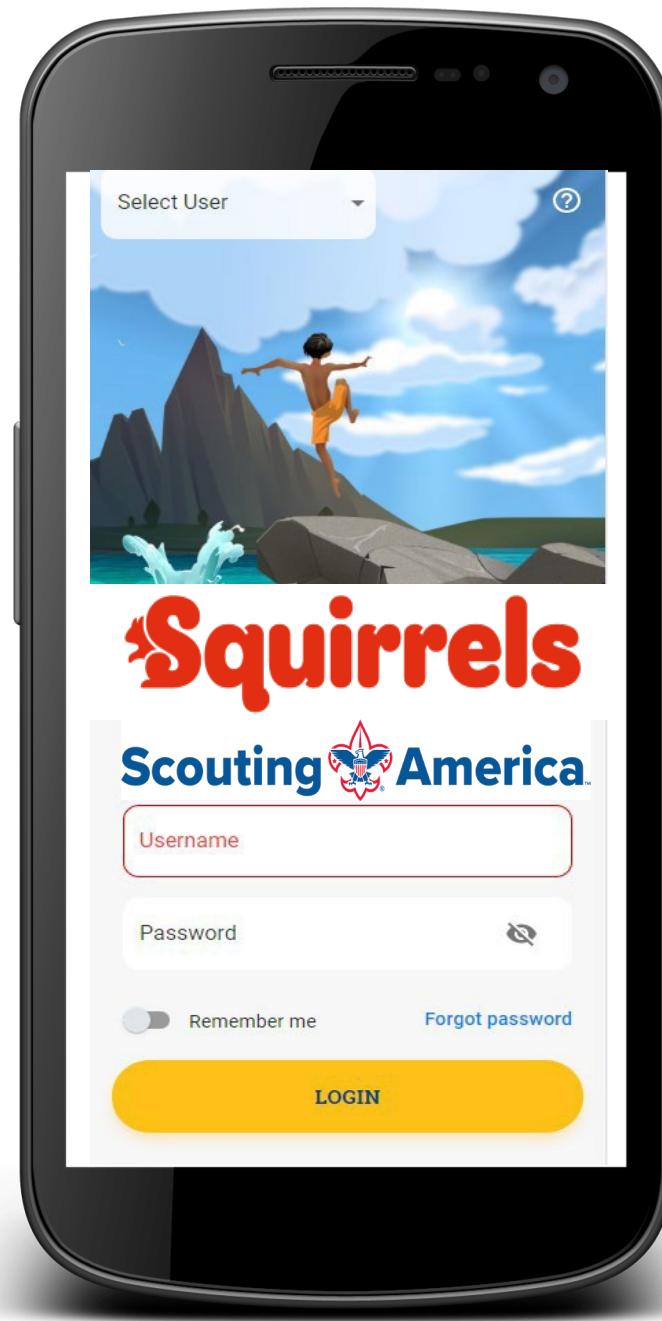 Select User
Squirrels
Scouting America
Username
Password
Remember me
Forgot password
LOGIN